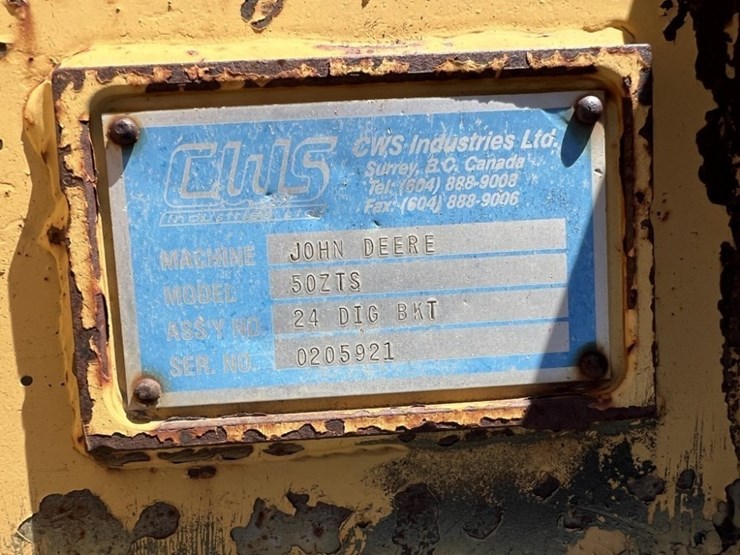 CWS
Industries Ltd.
CWS Industries Ltd.
Surrey, B.C. Canada
Tel: (604) 888-9008
Fax: (604) 888-9006
MACHINE JOHN DEERE
MODEL 50ZTS
ASS'Y NO. 24 DIG BKT
SER. NO. 0205921